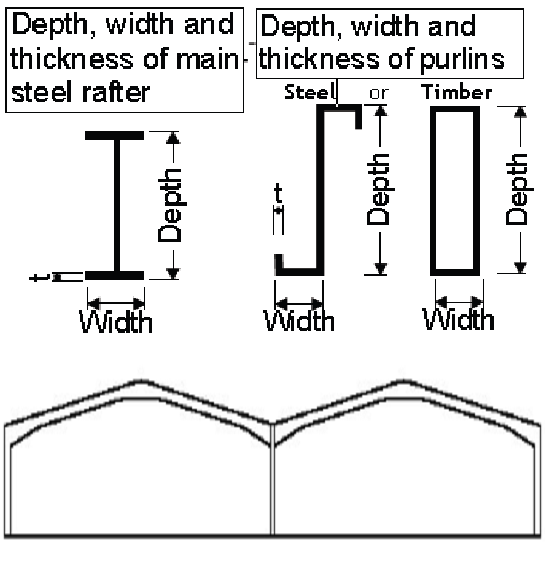 Depth, width and
thickness of main
steel rafter
Depth, width and
thickness of purlins
Steel or Timber
t
Depth
Width
t
Depth
Width
Depth
Width